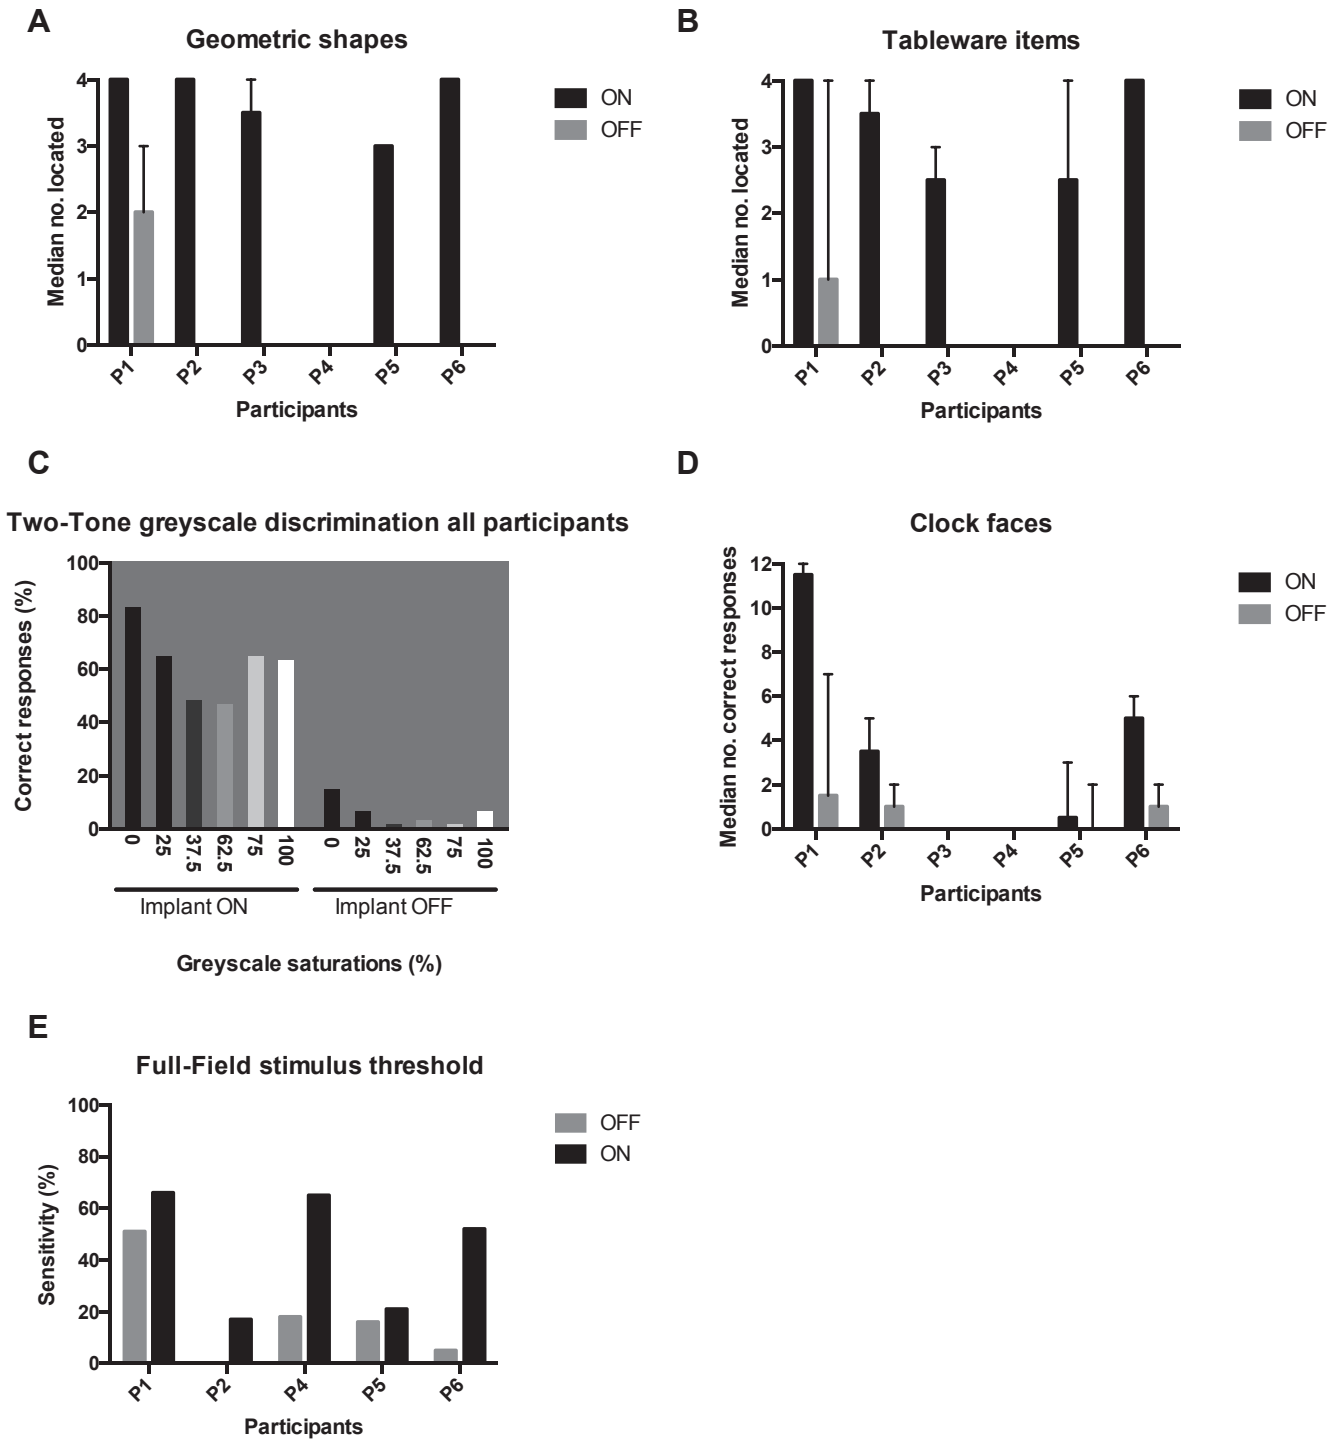 A
Geometric shapes
4
3
2
1
0
Median no. located
P1 P2 P3 P4 P5 P6
Participants
ON
OFF
B
Tableware items
4
3
2
1
0
Median no. located
P1 P2 P3 P4 P5 P6
Participants
ON
OFF
C
Two-Tone greyscale discrimination all participants
100
80
60
40
20
0
Correct responses (%)
0 25 37.5 62.5 75 100 0 25 37.5 62.5 75 100
Implant ON Implant OFF
Greyscale saturations (%)
D
Clock faces
12
10
8
6
4
2
0
Median no. correct responses
P1 P2 P3 P4 P5 P6
Participants
ON
OFF
E
Full-Field stimulus threshold
100
80
60
40
20
0
Sensitivity (%)
P1 P2 P4 P5 P6
Participants
OFF
ON